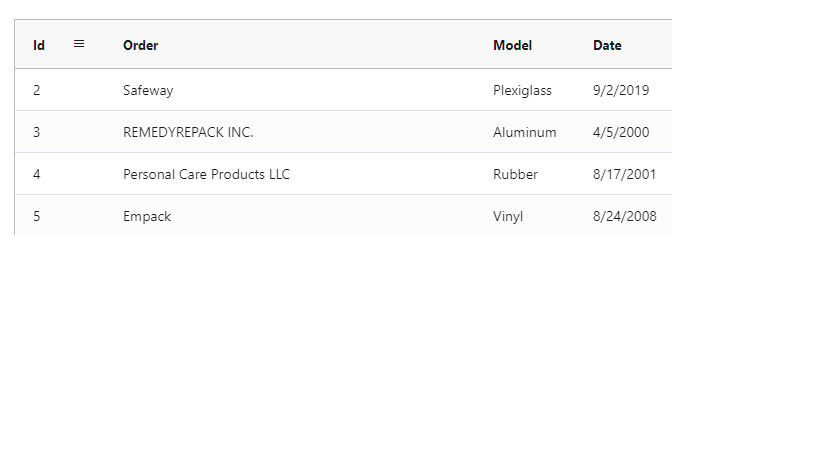 Id Order Model Date
2 Safeway Plexiglass 9/2/2019
3 REMEDYREPACK INC. Aluminum 4/5/2000
4 Personal Care Products LLC Rubber 8/17/2001
5 Empack Vinyl 8/24/2008